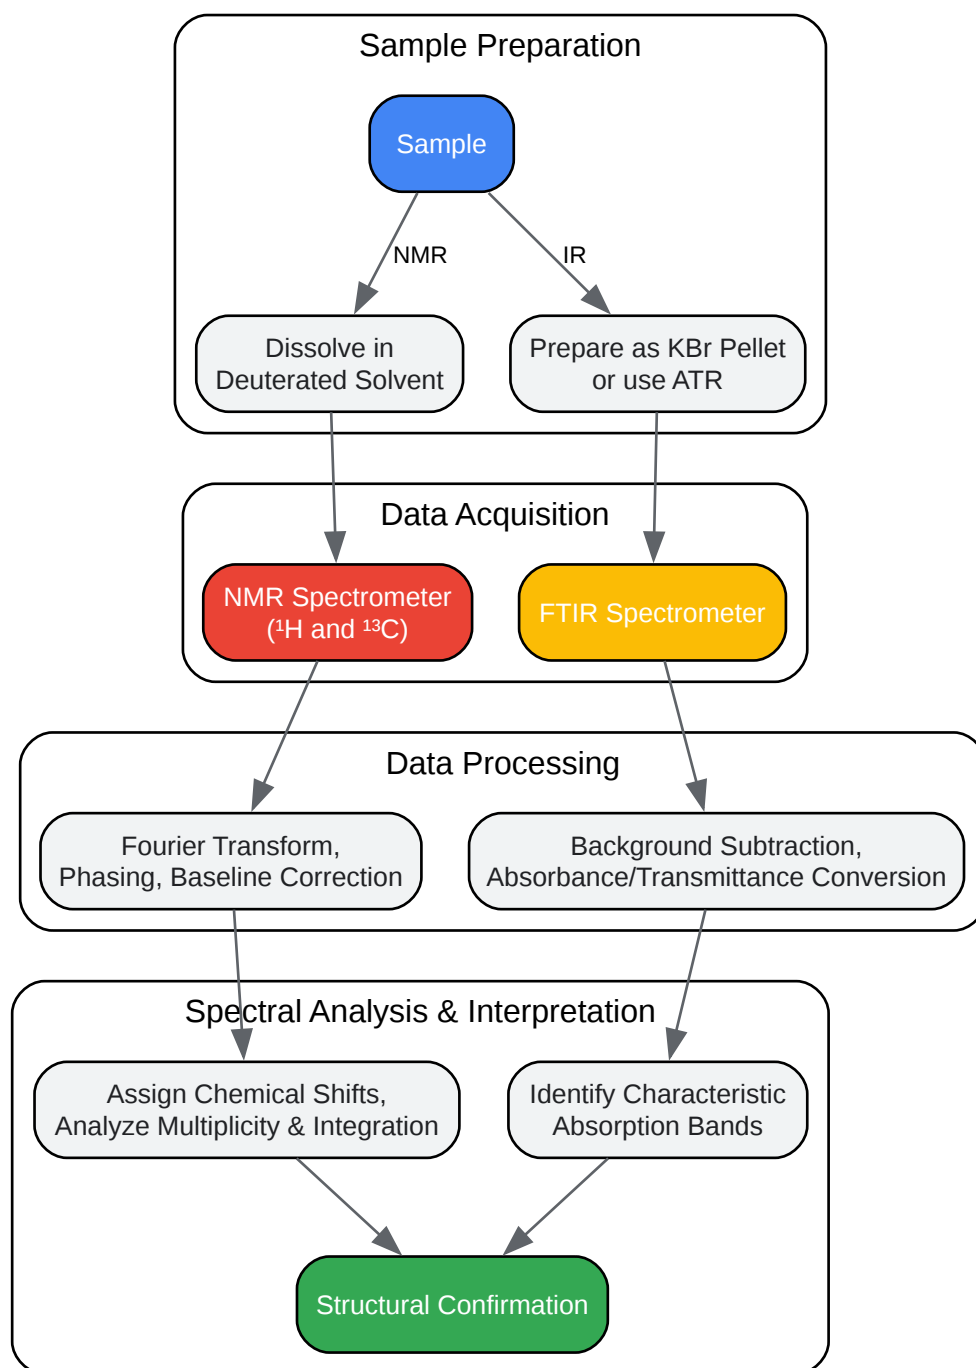 Sample Preparation
Sample
NMR
IR
Dissolve in
Deuterated Solvent
Prepare as KBr Pellet
or use ATR
Data Acquisition
NMR Spectrometer
(¹H and ¹³C)
FTIR Spectrometer
Data Processing
Fourier Transform,
Phasing, Baseline Correction
Background Subtraction,
Absorbance/Transmittance Conversion
Spectral Analysis & Interpretation
Assign Chemical Shifts,
Analyze Multiplicity & Integration
Identify Characteristic
Absorption Bands
Structural Confirmation